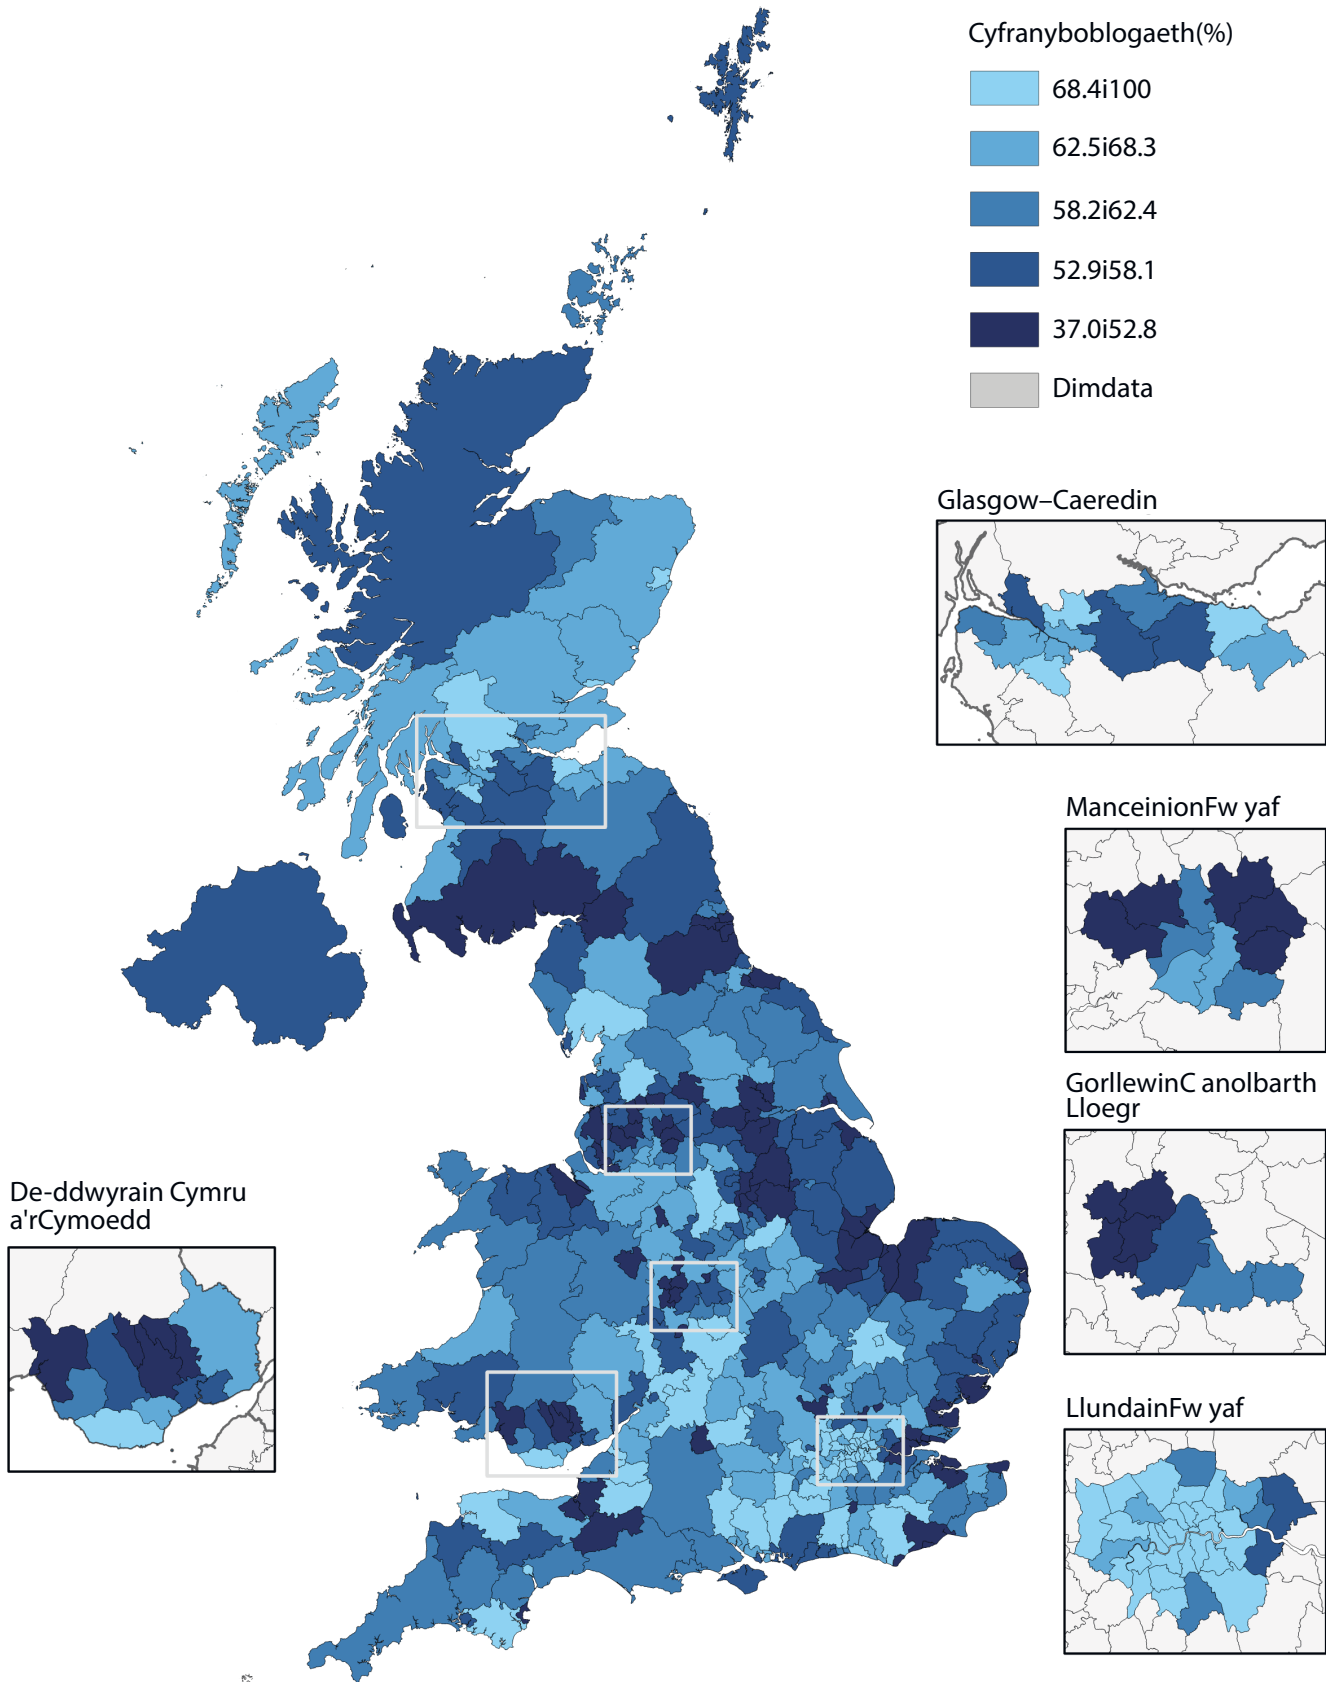 Cyfranyboblogaeth(%)
68.4i100
62.5i68.3
58.2i62.4
52.9i58.1
37.0i52.8
Dimdata
Glasgow–Caeredin
ManceinionFw yaf
GorllewinC anolbarth
Lloegr
De-ddwyrain Cymru
a'rCymoedd
LlundainFw yaf